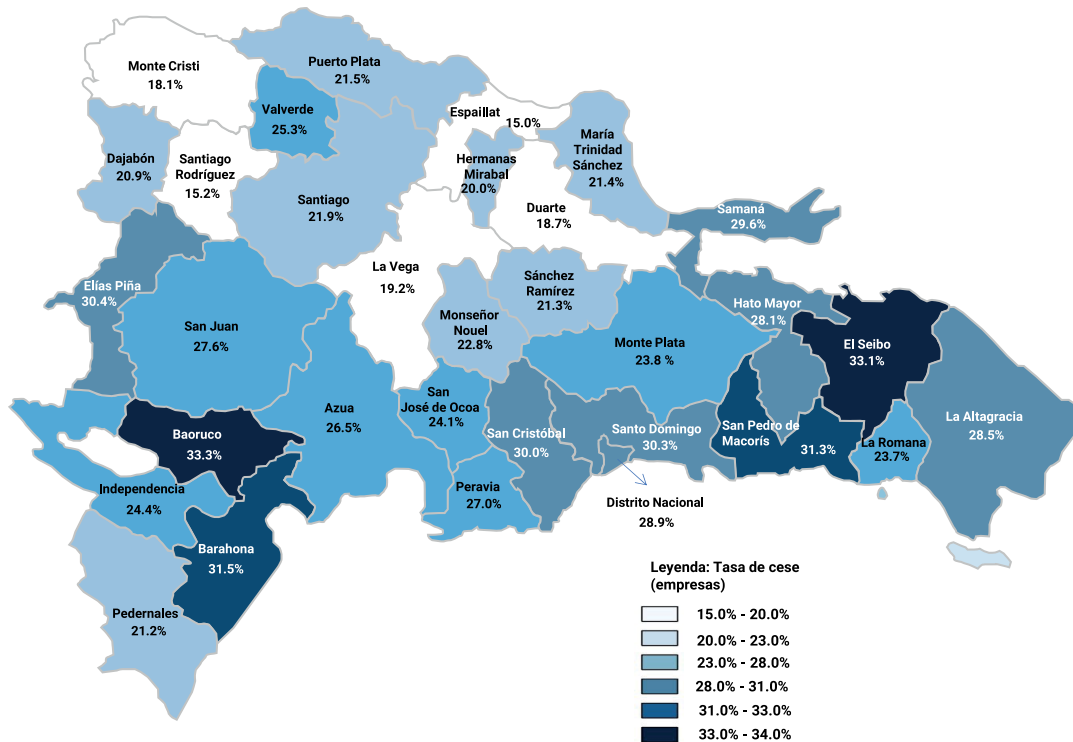 Monte Cristi
18.1%
Puerto Plata
21.5%
Valverde
25.3%
Espaillat
15.0%
María
Trinidad
Sánchez
21.4%
Dajabón
20.9%
Santiago
Rodríguez
15.2%
Hermanas
Mirabal
20.0%
Santiago
21.9%
Duarte
18.7%
Samaná
29.6%
La Vega
19.2%
Sánchez
Ramírez
21.3%
Elías Piña
30.4%
Hato Mayor
28.1%
Monseñor
Nouel
22.8%
San Juan
27.6%
Monte Plata
23.8 %
El Seibo
33.1%
San
José de Ocoa
24.1%
Azua
26.5%
La Altagracia
28.5%
Baoruco
33.3%
San Cristóbal
30.0%
Santo Domingo
30.3%
San Pedro de
Macorís
31.3%
La Romana
23.7%
Independencia
24.4%
Peravia
27.0%
Distrito Nacional
28.9%
Barahona
31.5%
Pedernales
21.2%
Leyenda: Tasa de cese
(empresas)
15.0% - 20.0%
20.0% - 23.0%
23.0% - 28.0%
28.0% - 31.0%
31.0% - 33.0%
33.0% - 34.0%